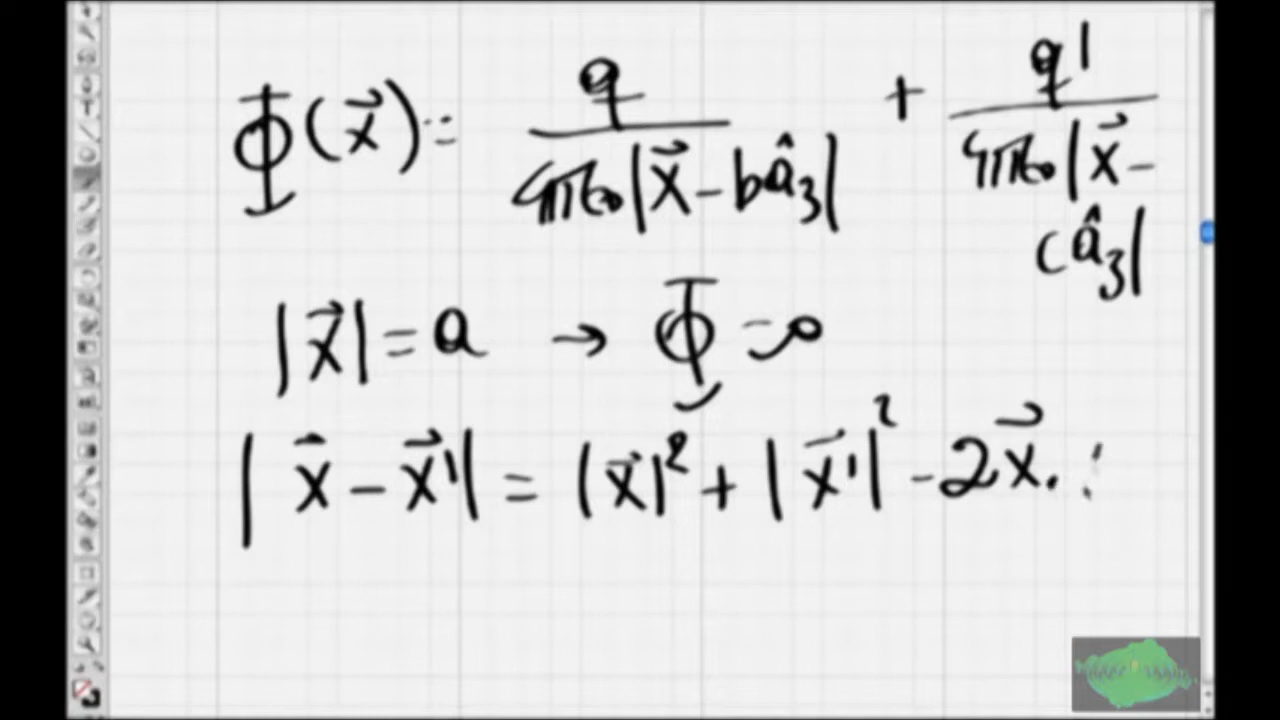 Φ(x⃗) = q / 4πε₀|x⃗ - bâ₃| + q' / 4πε₀|x⃗ - câ₃|
|x⃗| = a → Φ = 0
|x⃗ - x⃗'| = |x⃗|² + |x⃗'|² - 2x⃗.